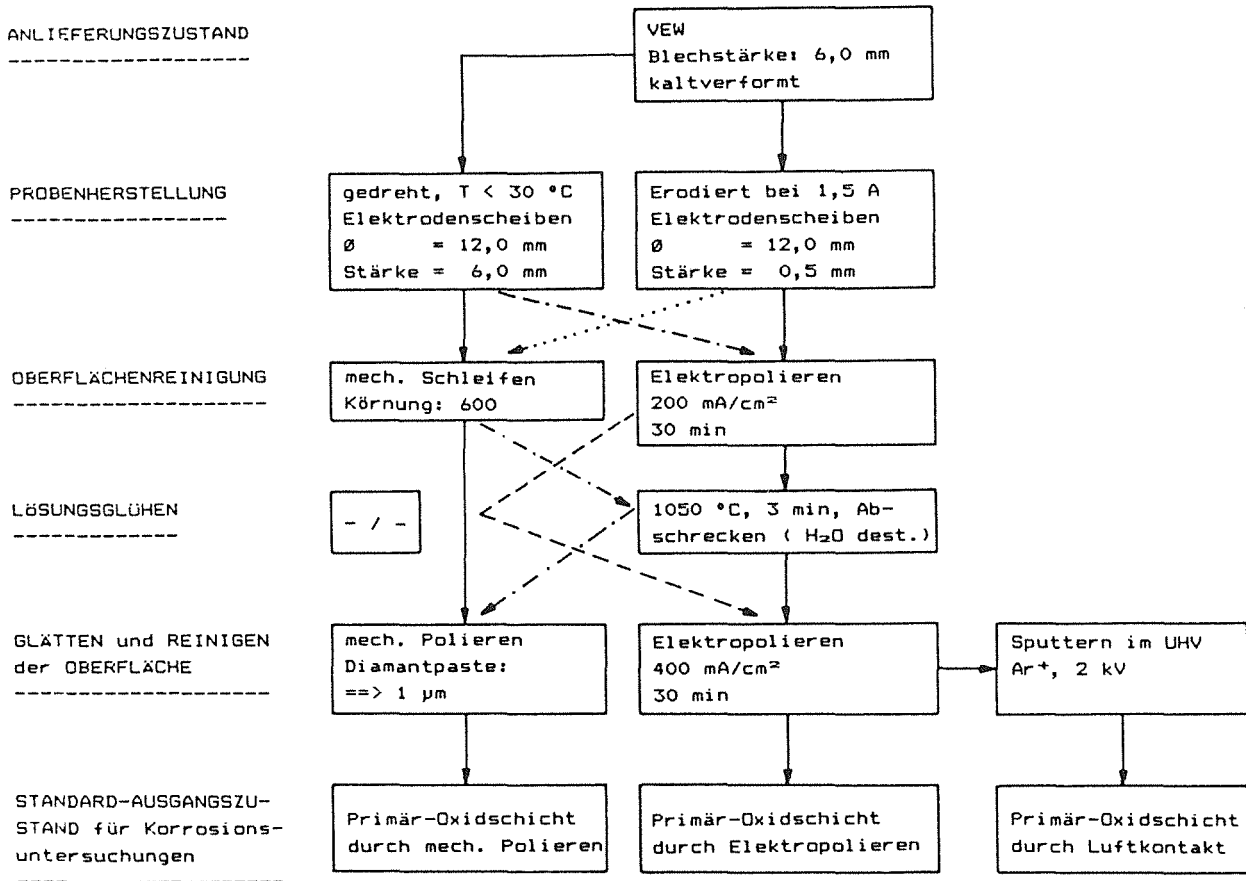 ANLIEFERUNGSZUSTAND
VEW
Blechstärke: 6,0 mm
kaltverformt
PROBENHERSTELLUNG
gedreht, T < 30 °C
Elektrodenscheiben
Ø = 12,0 mm
Stärke = 6,0 mm
Erodiert bei 1,5 A
Elektrodenscheiben
Ø = 12,0 mm
Stärke = 0,5 mm
OBERFLÄCHENREINIGUNG
mech. Schleifen
Körnung: 600
Elektropolieren
200 mA/cm²
30 min
LÖSUNGSGLÜHEN
- / -
1050 °C, 3 min, Ab-
schrecken ( H₂O dest.)
GLÄTTEN und REINIGEN
der OBERFLÄCHE
mech. Polieren
Diamantpaste:
==> 1 µm
Elektropolieren
400 mA/cm²
30 min
Sputtern im UHV
Ar⁺, 2 kV
STANDARD-AUSGANGSZU-
STAND für Korrosions-
untersuchungen
Primär-Oxidschicht
durch mech. Polieren
Primär-Oxidschicht
durch Elektropolieren
Primär-Oxidschicht
durch Luftkontakt